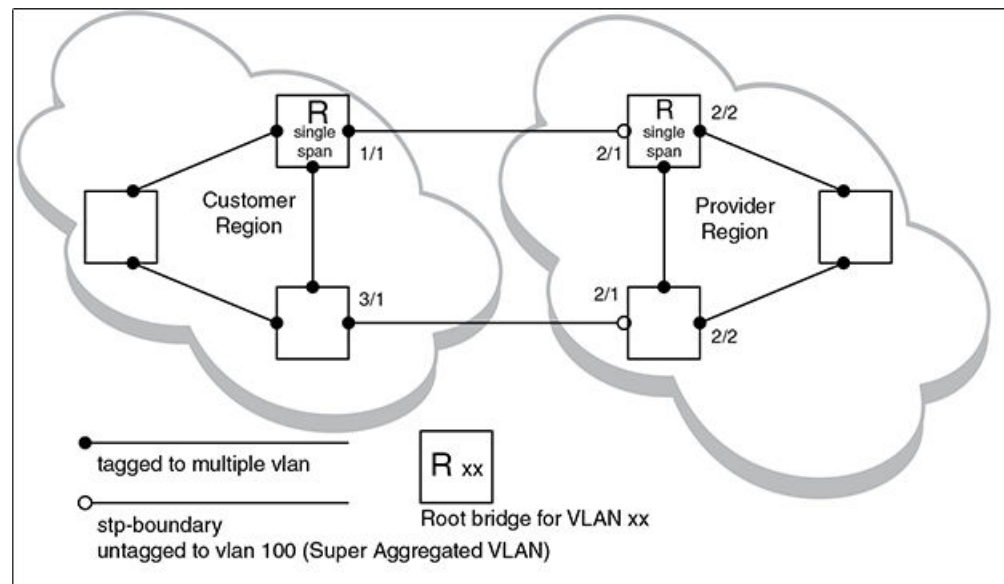 R
single
span
1/1
Customer
Region
3/1
R
single
span
2/2
2/1
Provider
Region
2/1
2/2
tagged to multiple vlan
stp-boundary
untagged to vlan 100 (Super Aggregated VLAN)
R xx
Root bridge for VLAN xx